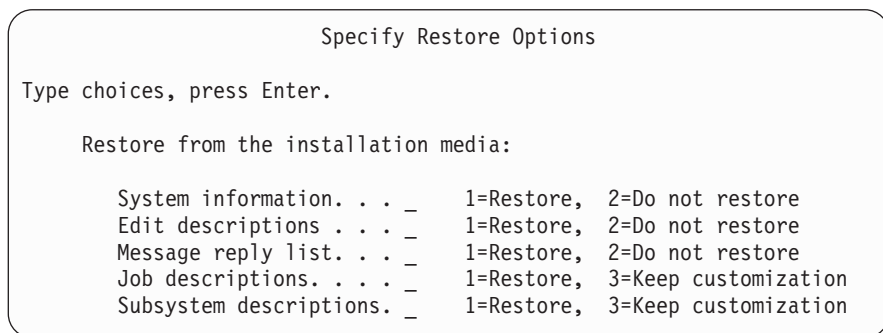 Specify Restore Options
Type choices, press Enter.
Restore from the installation media:
System information. . . _ 1=Restore, 2=Do not restore
Edit descriptions . . . _ 1=Restore, 2=Do not restore
Message reply list. . . _ 1=Restore, 2=Do not restore
Job descriptions. . . . _ 1=Restore, 3=Keep customization
Subsystem descriptions. _ 1=Restore, 3=Keep customization